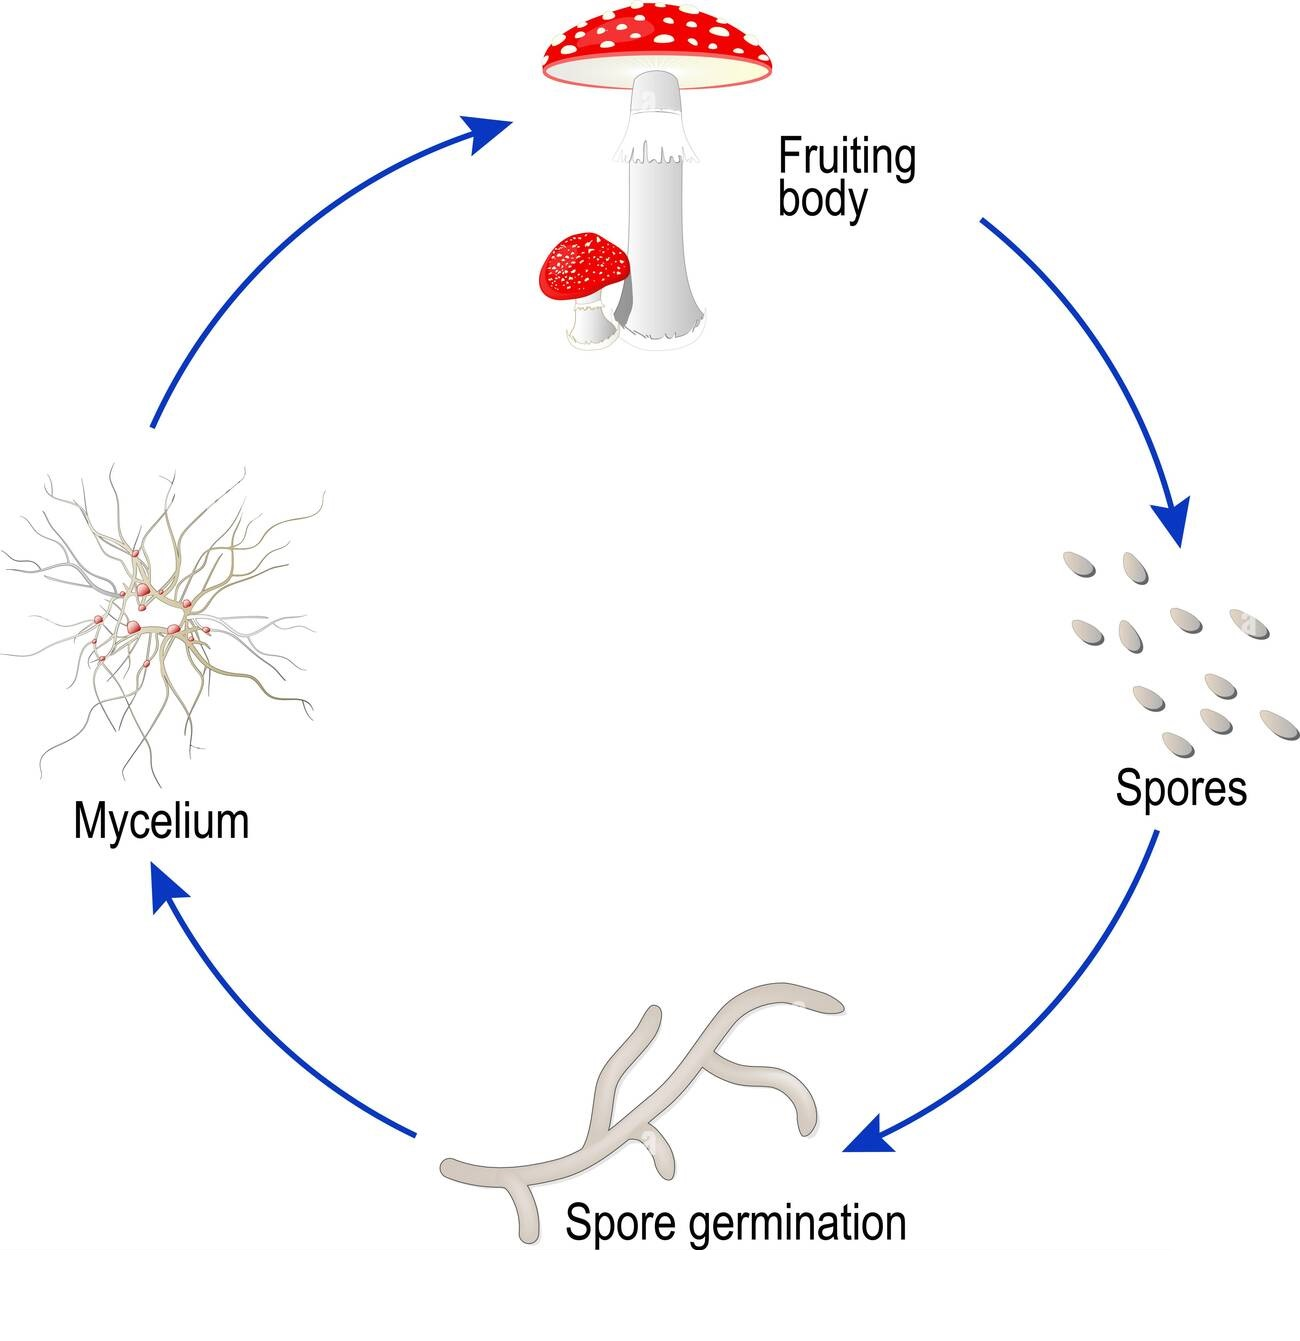 Fruiting
body
Spores
Mycelium
Spore germination